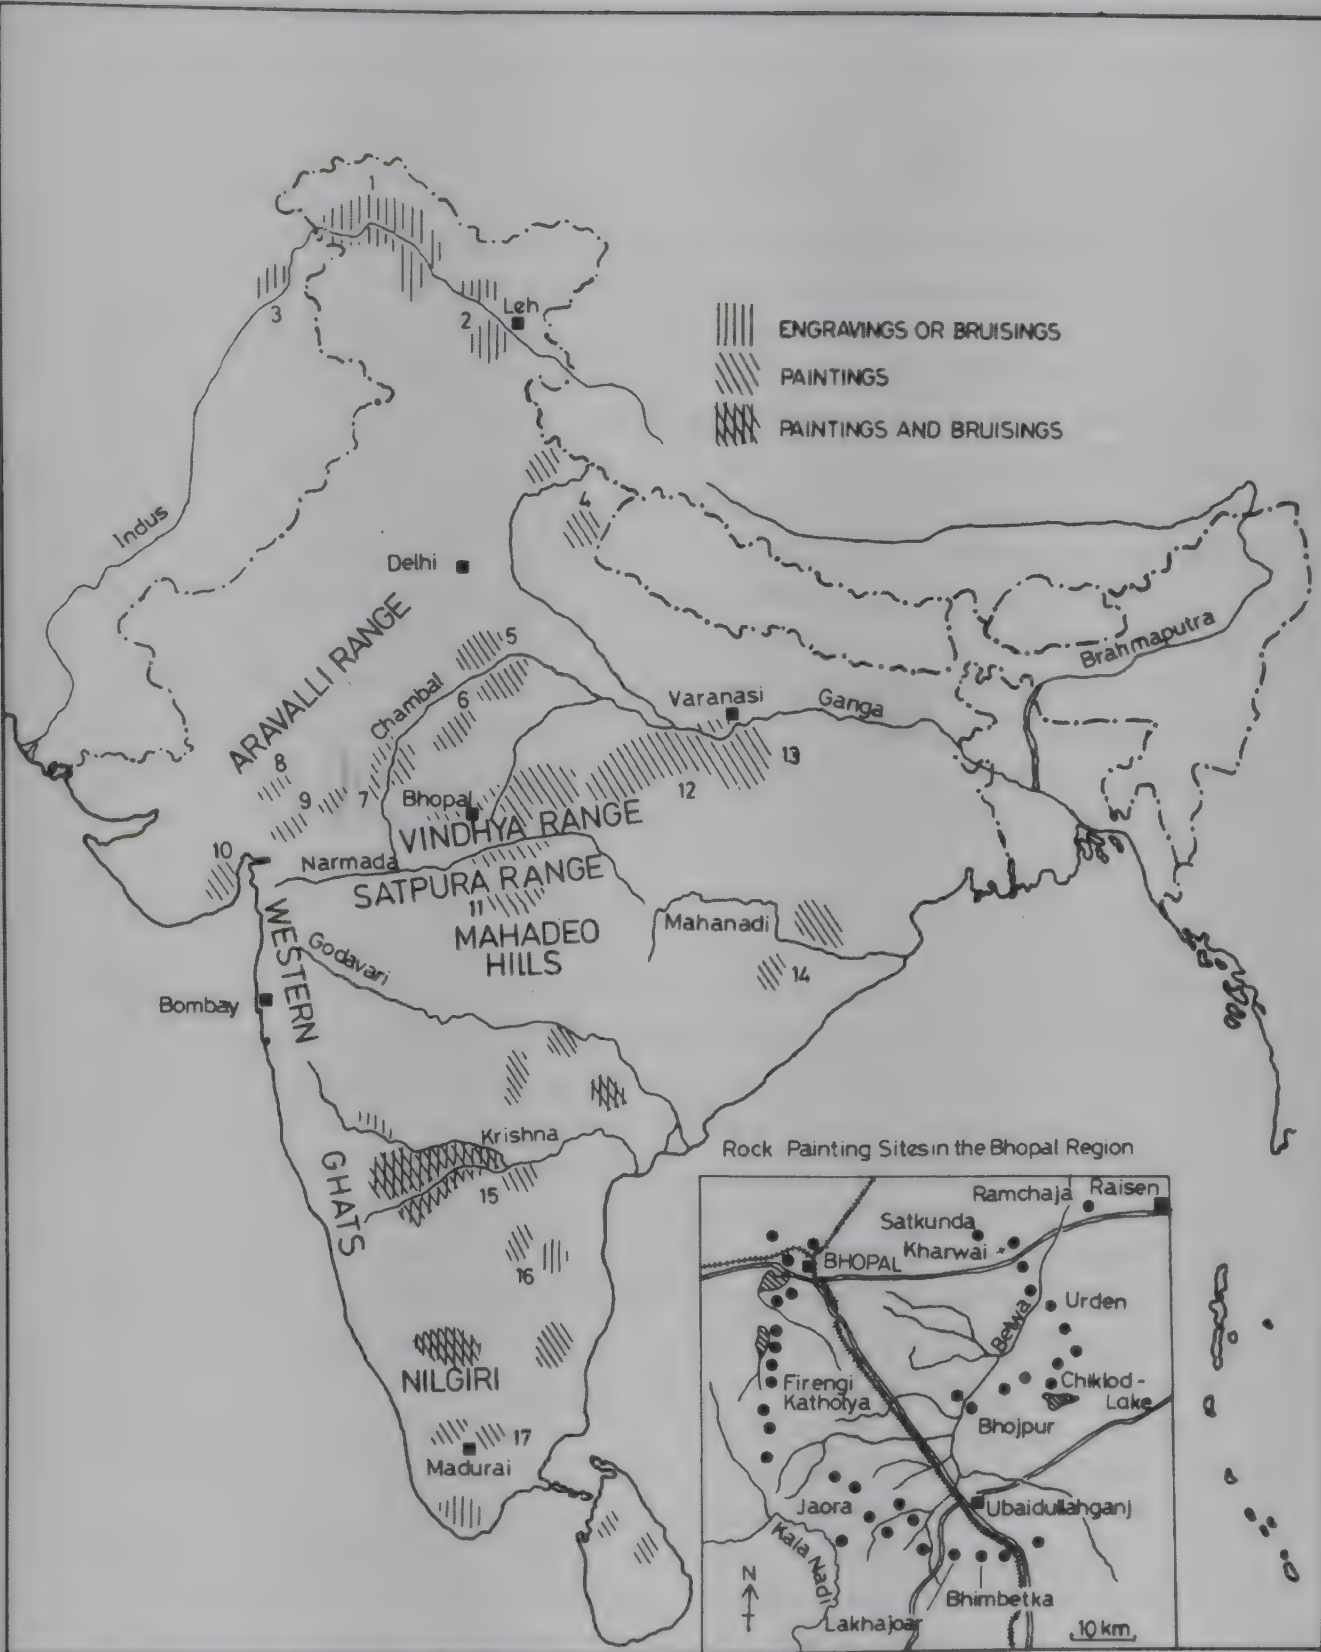 1
3
2
Leh
ENGRAVINGS OR BRUISINGS
PAINTINGS
PAINTINGS AND BRUISINGS
4
Indus
Delhi
ARAVALLI RANGE
5
Chambal
6
Varanasi
Ganga
Brahmaputra
8
9
7
Bhopal
12
13
VINDHYA RANGE
10
Narmada
SATPURA RANGE
11
MAHADEO
HILLS
Mahanadi
14
WESTERN
GHATS
Godavari
Bombay
Krishna
15
16
NILGIRI
17
Madurai
Rock Painting Sites in the Bhopal Region
Ramchaja
Raisen
Satkunda
Kharwai
BHOPAL
Urden
Betwa
Firengi
Katholya
Chiklod-
Lake
Bhojpur
Jaora
Ubaidullahganj
Kala Nadi
N
Bhimbetka
Lakhajoar
10 km